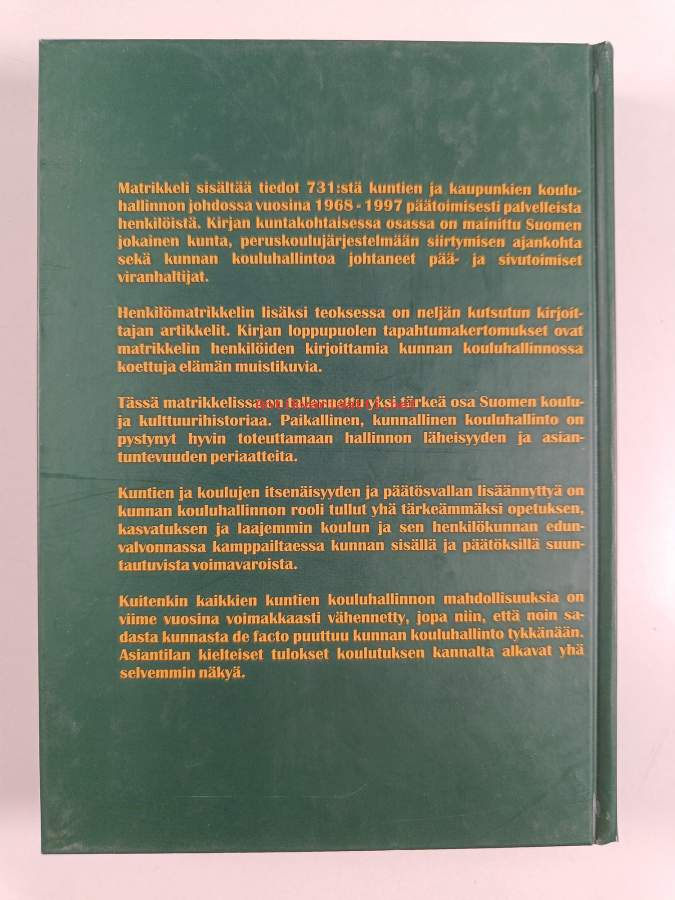 Matrikkeli sisältää tiedot 731:stä kuntien ja kaupunkien koulu-
hallinnon johdossa vuosina 1968 - 1997 päätoimisesti palvelleista
henkilöistä. Kirjan kuntakohtaisessa osassa on mainittu Suomen
jokainen kunta, peruskoulujärjestelmään siirtymisen ajankohta
sekä kunnan kouluhallintoa johtaneet pää- ja sivutoimiset
viranhaltijat.
Henkilömatrikkelin lisäksi teoksessa on neljän kutsutun kirjoit-
tajan artikkelit. Kirjan loppupuolen tapahtumakertomukset ovat
matrikkelin henkilöiden kirjoittamia kunnan kouluhallinnossa
koettuja elämän muistikuvia.
Tässä matrikkelissa on tallennettu yksi tärkeä osa Suomen koulu-
ja kulttuurihistoriaa. Paikallinen, kunnallinen kouluhallinto on
pystynyt hyvin toteuttamaan hallinnon läheisyyden ja asian-
tuntevuuden periaatteita.
Kuntien ja koulujen itsenäisyyden ja päätösvallan lisäännyttyä on
kunnan kouluhallinnon rooli tullut yhä tärkeämmäksi opetuksen,
kasvatuksen ja laajemmin koulun ja sen henkilökunnan edun-
valvonnassa kamppailtaessa kunnan sisällä ja päätöksillä suun-
tautuvista voimavaroista.
Kuitenkin kaikkien kuntien kouluhallinnon mahdollisuuksia on
viime vuosina voimakkaasti vähennetty, jopa niin, että noin sa-
dasta kunnasta de facto puuttuu kunnan kouluhallinto tykkänään.
Asiantilan kielteiset tulokset koulutuksen kannalta alkavat yhä
selvemmin näkyä.